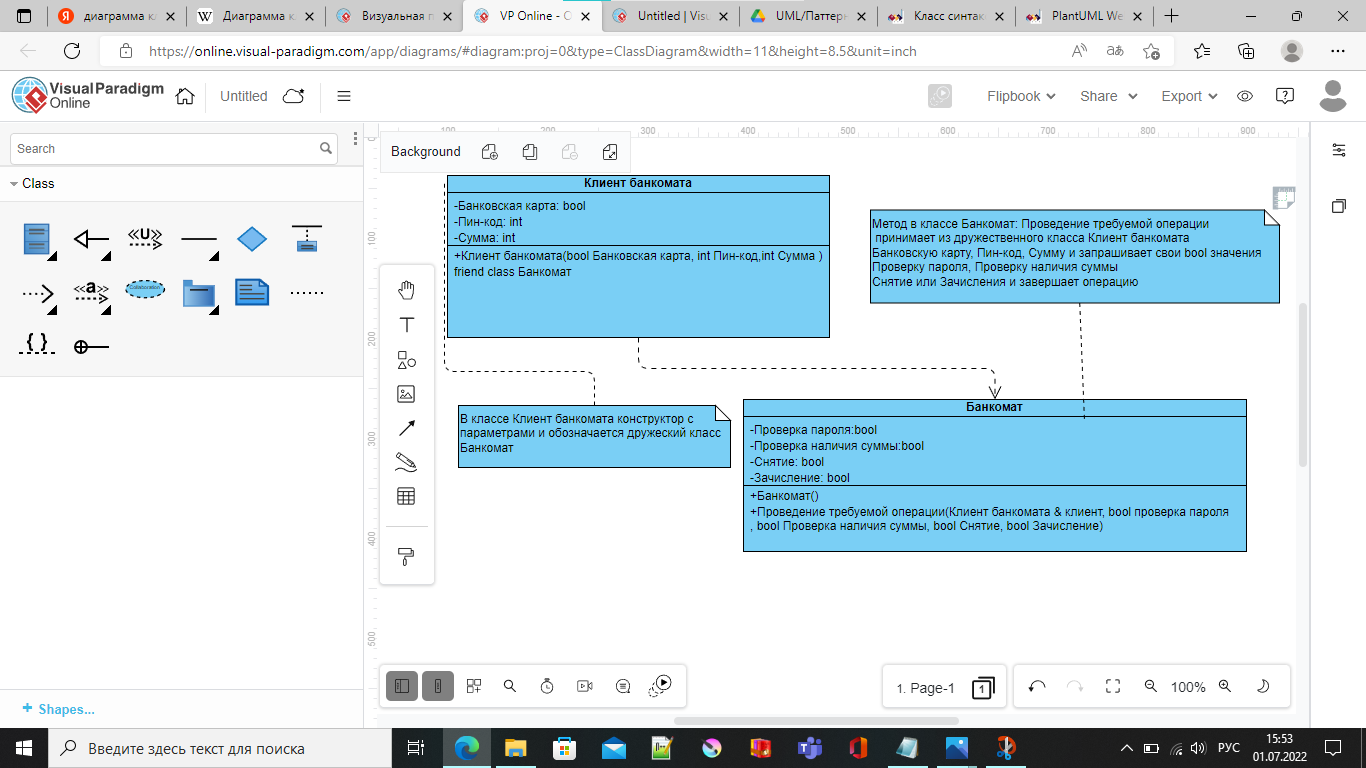 диаграмма кл
Диаграмма к
Визуальная п
VP Online - C
Untitled | Visu
UML/Паттерн
Класс синтак
PlantUML We
https://online.visual-paradigm.com/app/diagrams/#diagram:proj=0&type=ClassDiagram&width=11&height=8.5&unit=inch
VisualParadigm
Online
Untitled
Flipbook
Share
Export
Search
Class
<<U>>
<<a>>
Collaboration
{ }
Shapes...
Background
100 200 300 400 500 600 700 800 900
0
100
200
300
400
500
Клиент банкомата
-Банковская карта: bool
-Пин-код: int
-Сумма: int
+Клиент банкомата(bool Банковская карта, int Пин-код,int Сумма )
friend class Банкомат
Метод в классе Банкомат: Проведение требуемой операции
принимает из дружественного класса Клиент банкомата
Банковскую карту, Пин-код, Сумму и запрашивает свои bool значения
Проверку пароля, Проверку наличия суммы
Снятие или Зачисления и завершает операцию
В классе Клиент банкомата конструктор с
параметрами и обозначается дружеский класс
Банкомат
Банкомат
-Проверка пароля:bool
-Проверка наличия суммы:bool
-Снятие: bool
-Зачисление: bool
+Банкомат()
+Проведение требуемой операции(Клиент банкомата & клиент, bool проверка пароля
, bool Проверка наличия суммы, bool Снятие, bool Зачисление)
1. Page-1
1
100%
Введите здесь текст для поиска
РУС
15:53
01.07.2022